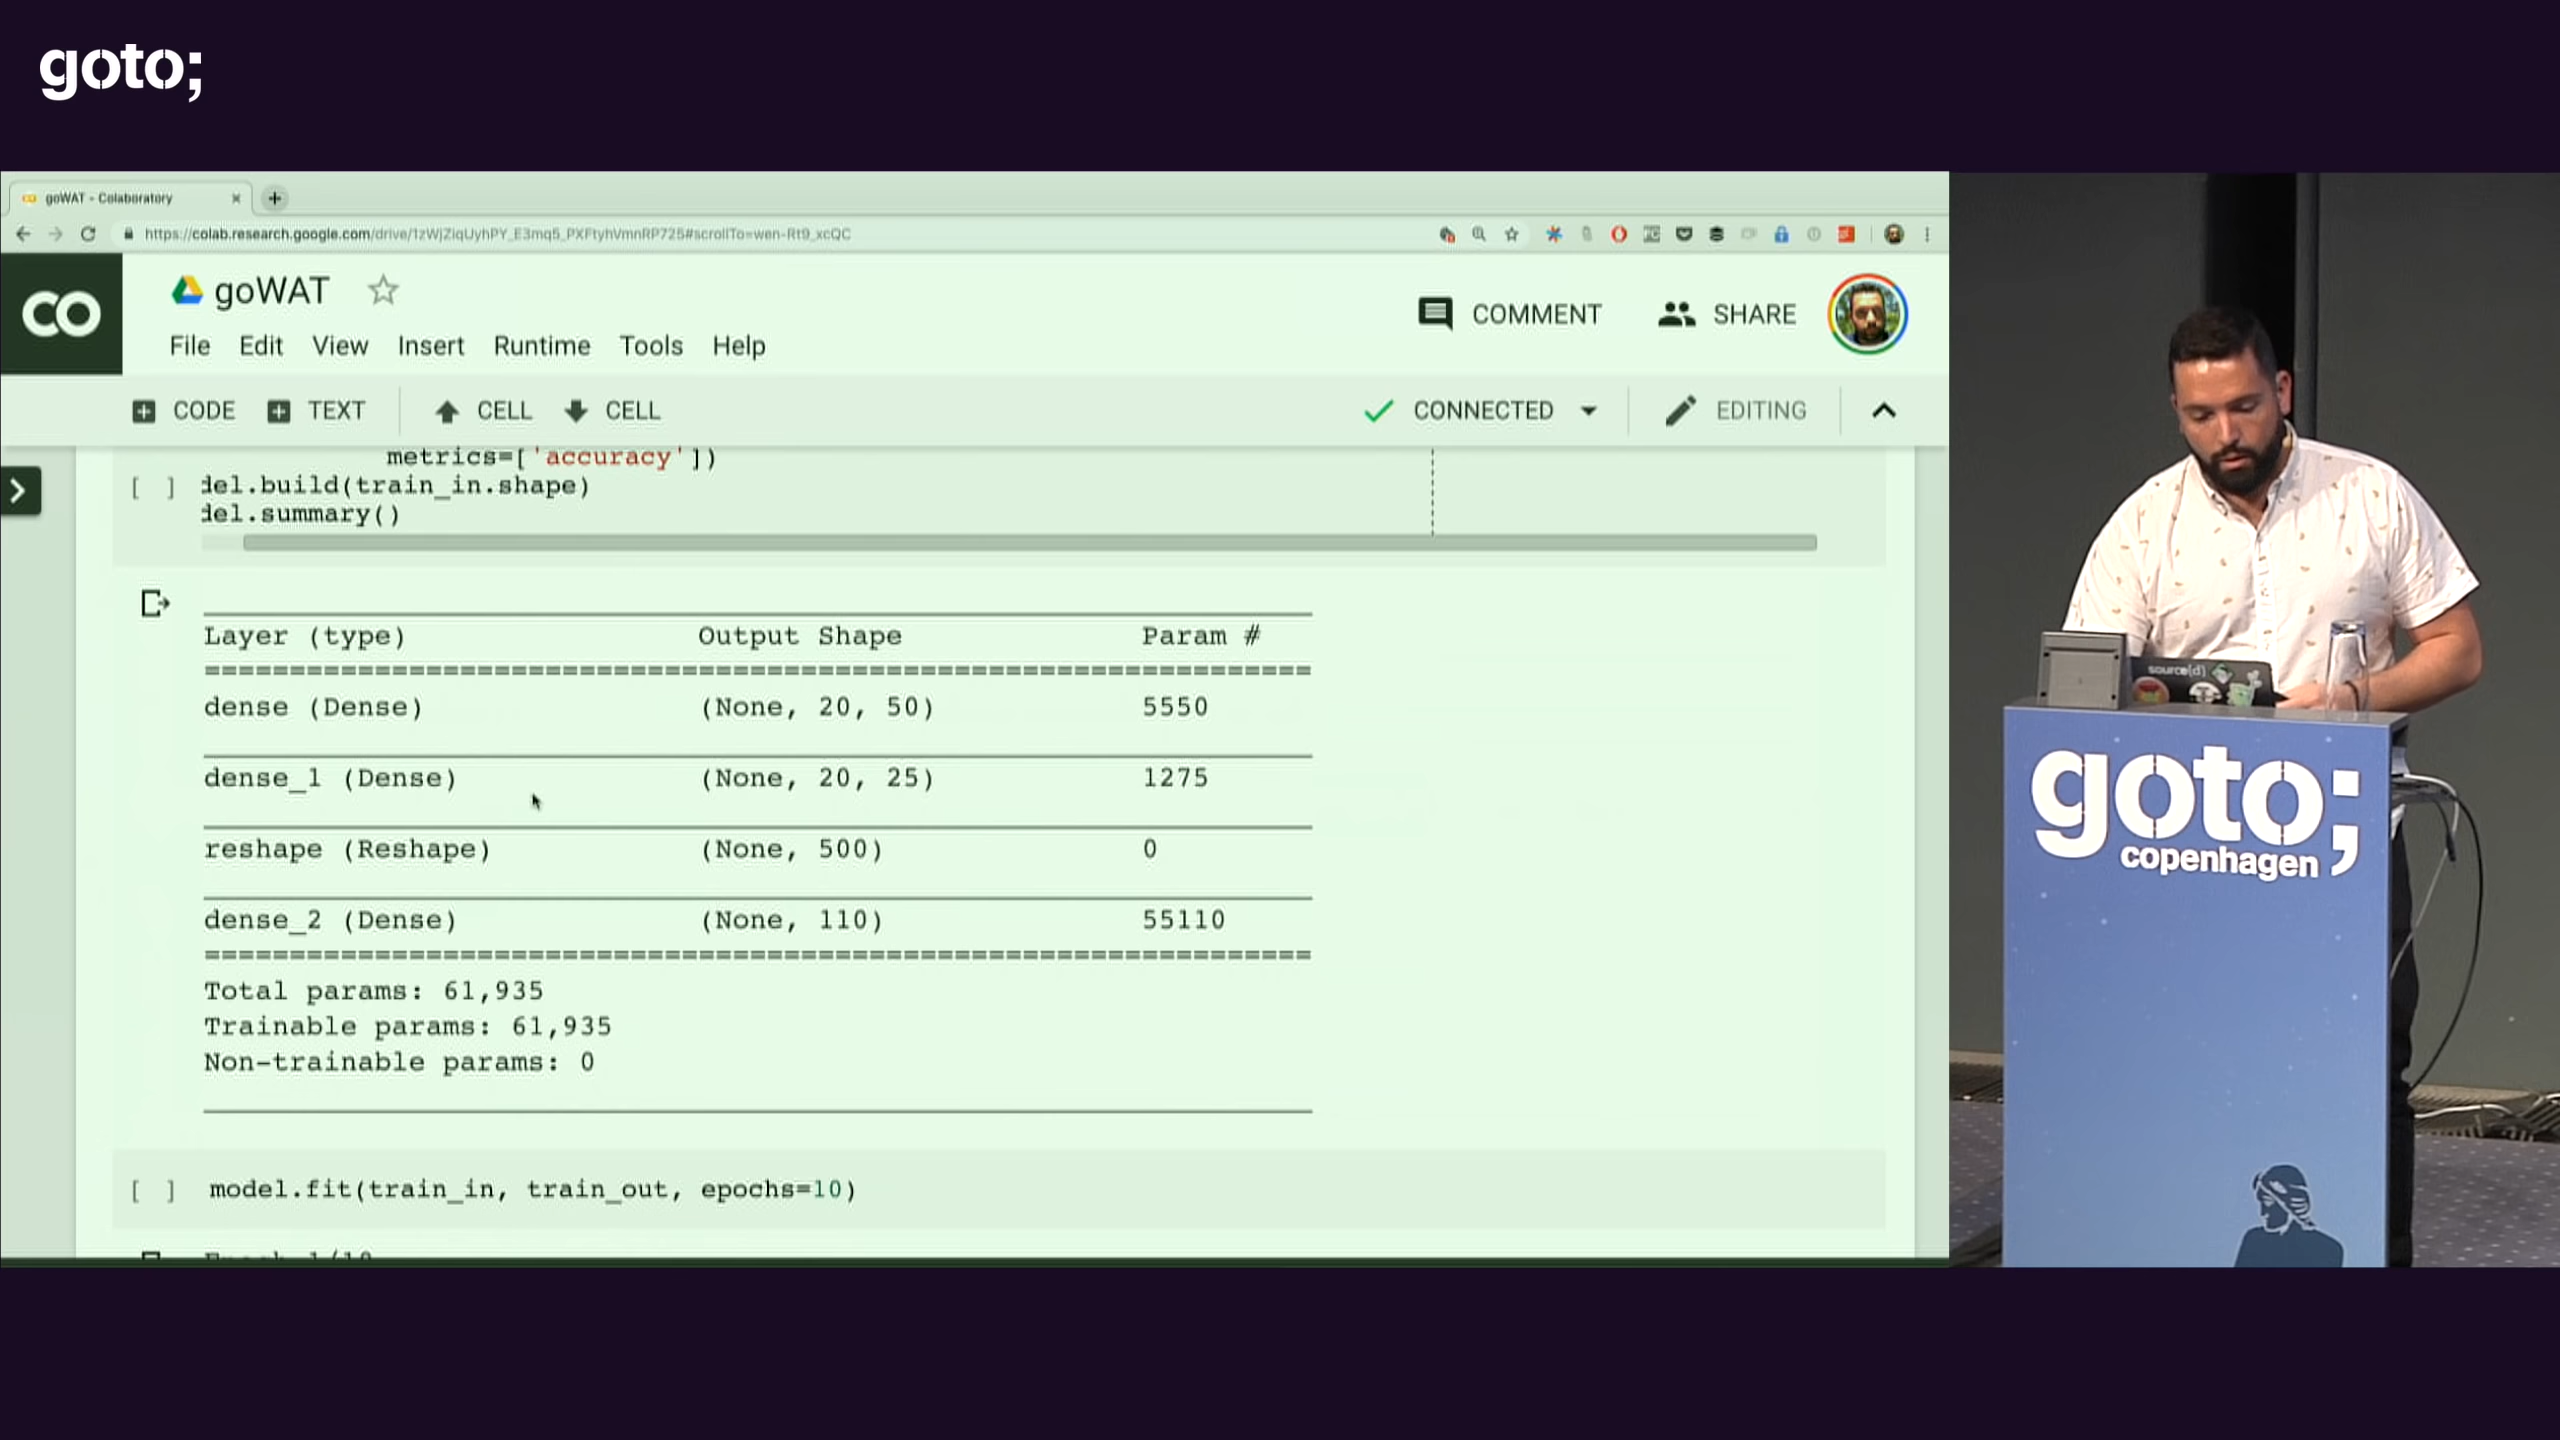 goto;
goWAT - Colaboratory
https://colab.research.google.com/drive/1zWjZiqUyhPY_E3mq5_PXFtyhVmnRP725#scrollTo=wen-Rt9_xcQC
CO
goWAT
COMMENT
SHARE
File Edit View Insert Runtime Tools Help
CODE TEXT CELL CELL
CONNECTED
EDITING
metrics=['accuracy'])
[ ] del.build(train_in.shape)
del.summary()
Layer (type) Output Shape Param #
dense (Dense) (None, 20, 50) 5550
dense_1 (Dense) (None, 20, 25) 1275
reshape (Reshape) (None, 500) 0
dense_2 (Dense) (None, 110) 55110
Total params: 61,935
Trainable params: 61,935
Non-trainable params: 0
[ ] model.fit(train_in, train_out, epochs=10)
Epoch 1/10
source{d}
goto;
copenhagen